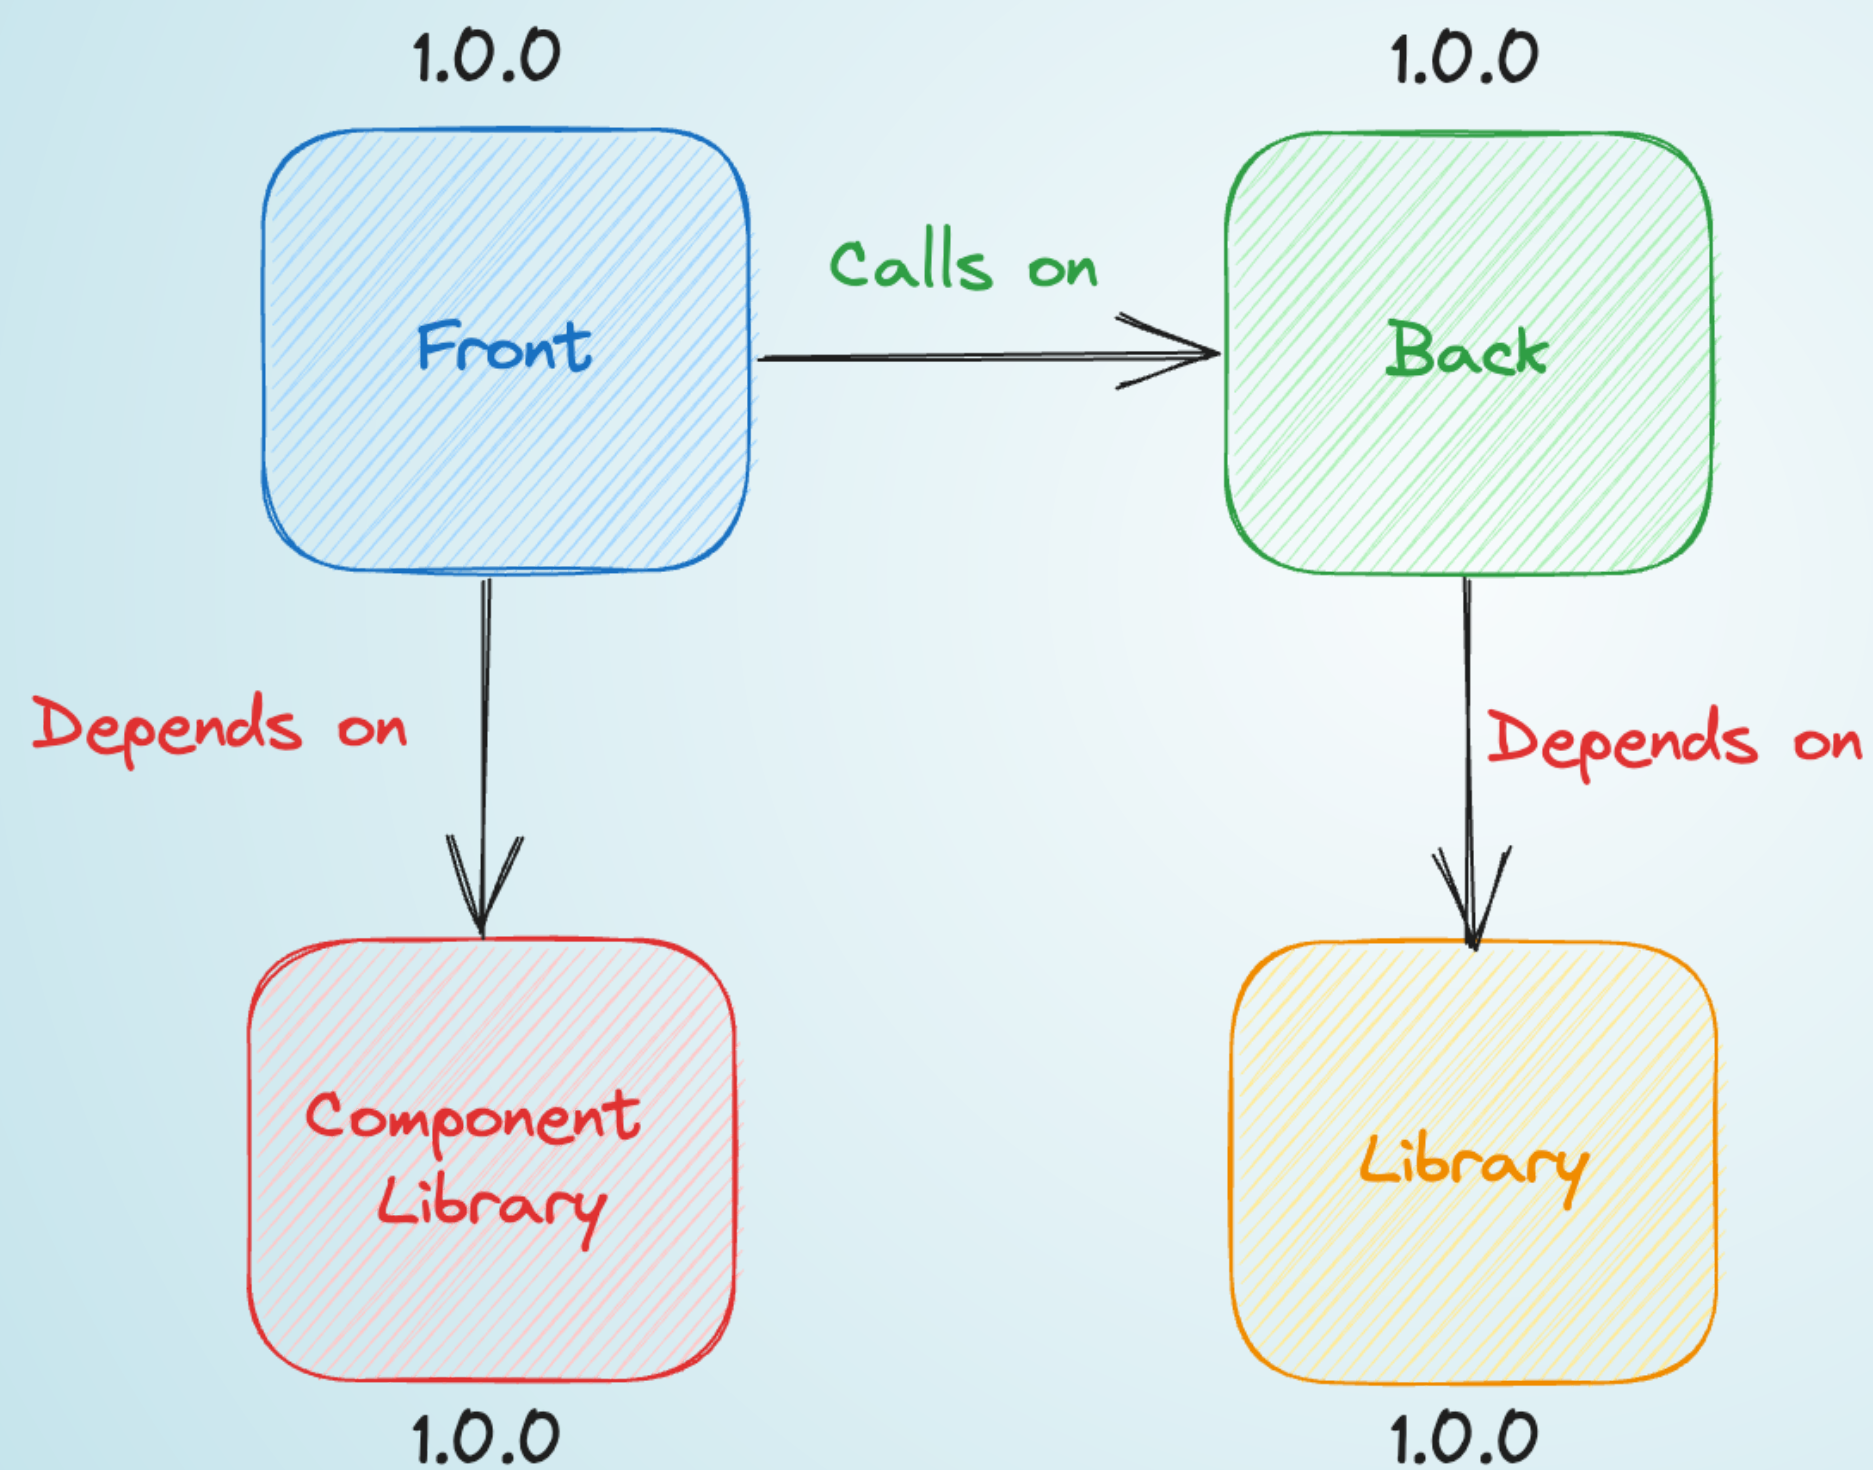 1.0.0
1.0.0
Front
Calls on
Back
Depends on
Depends on
Component
Library
Library
1.0.0
1.0.0